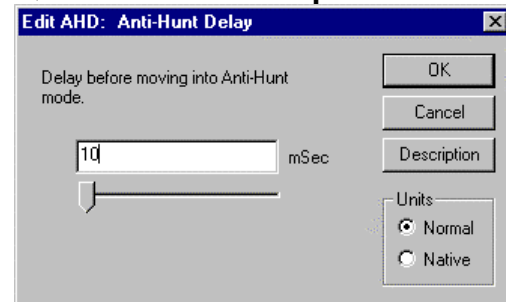 Edit AHD: Anti-Hunt Delay
Delay before moving into Anti-Hunt
mode.
10
mSec
OK
Cancel
Description
Units
Normal
Native